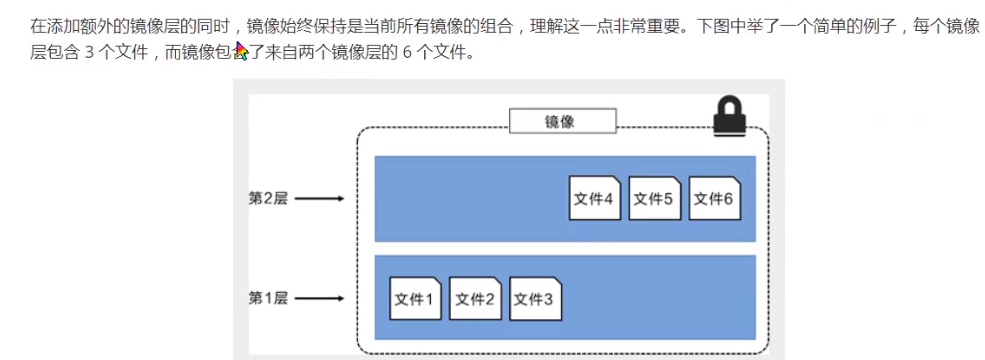 在添加额外的镜像层的同时，镜像始终保持是当前所有镜像的组合，理解这一点非常重要。下图中举了一个简单的例子，每个镜像
层包含 3 个文件，而镜像包含了来自两个镜像层的 6 个文件。
镜像
第2层
文件4 文件5 文件6
第1层
文件1 文件2 文件3